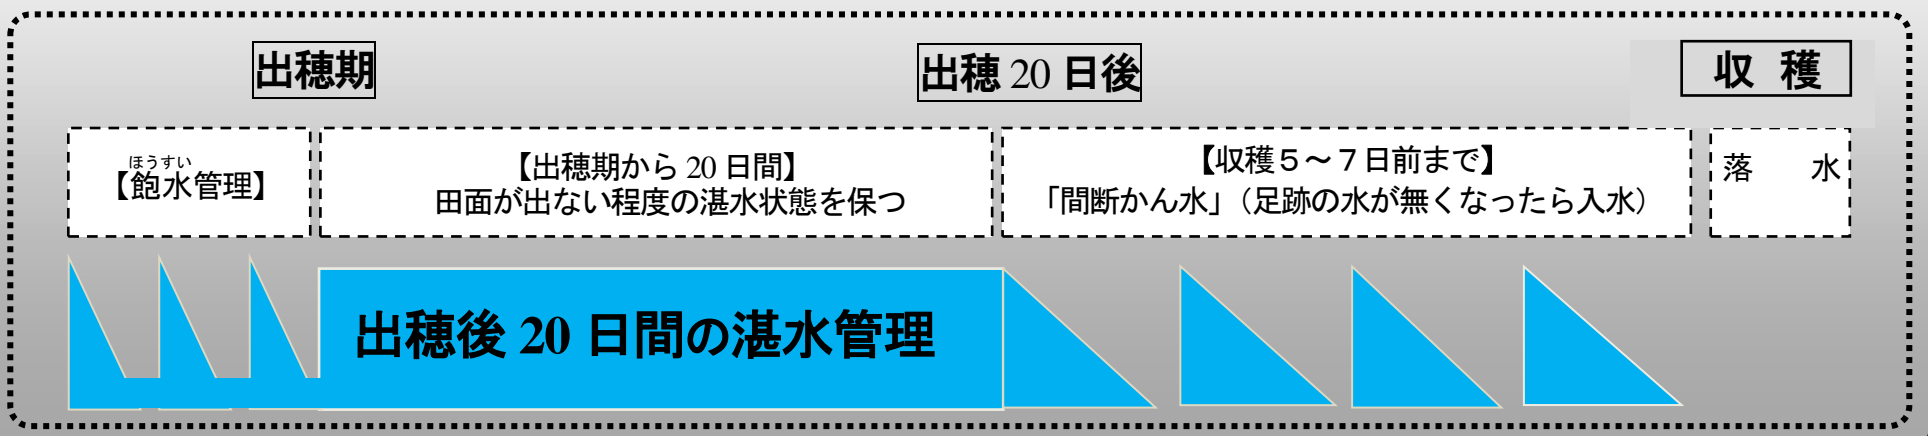 出穂期
出穂 20 日後
収 穫
ほうすい
【飽水管理】
【出穂期から 20 日間】
田面が出ない程度の湛水状態を保つ
【収穫５～７日前まで】
「間断かん水」（足跡の水が無くなったら入水）
落 水
出穂後 20 日間の湛水管理